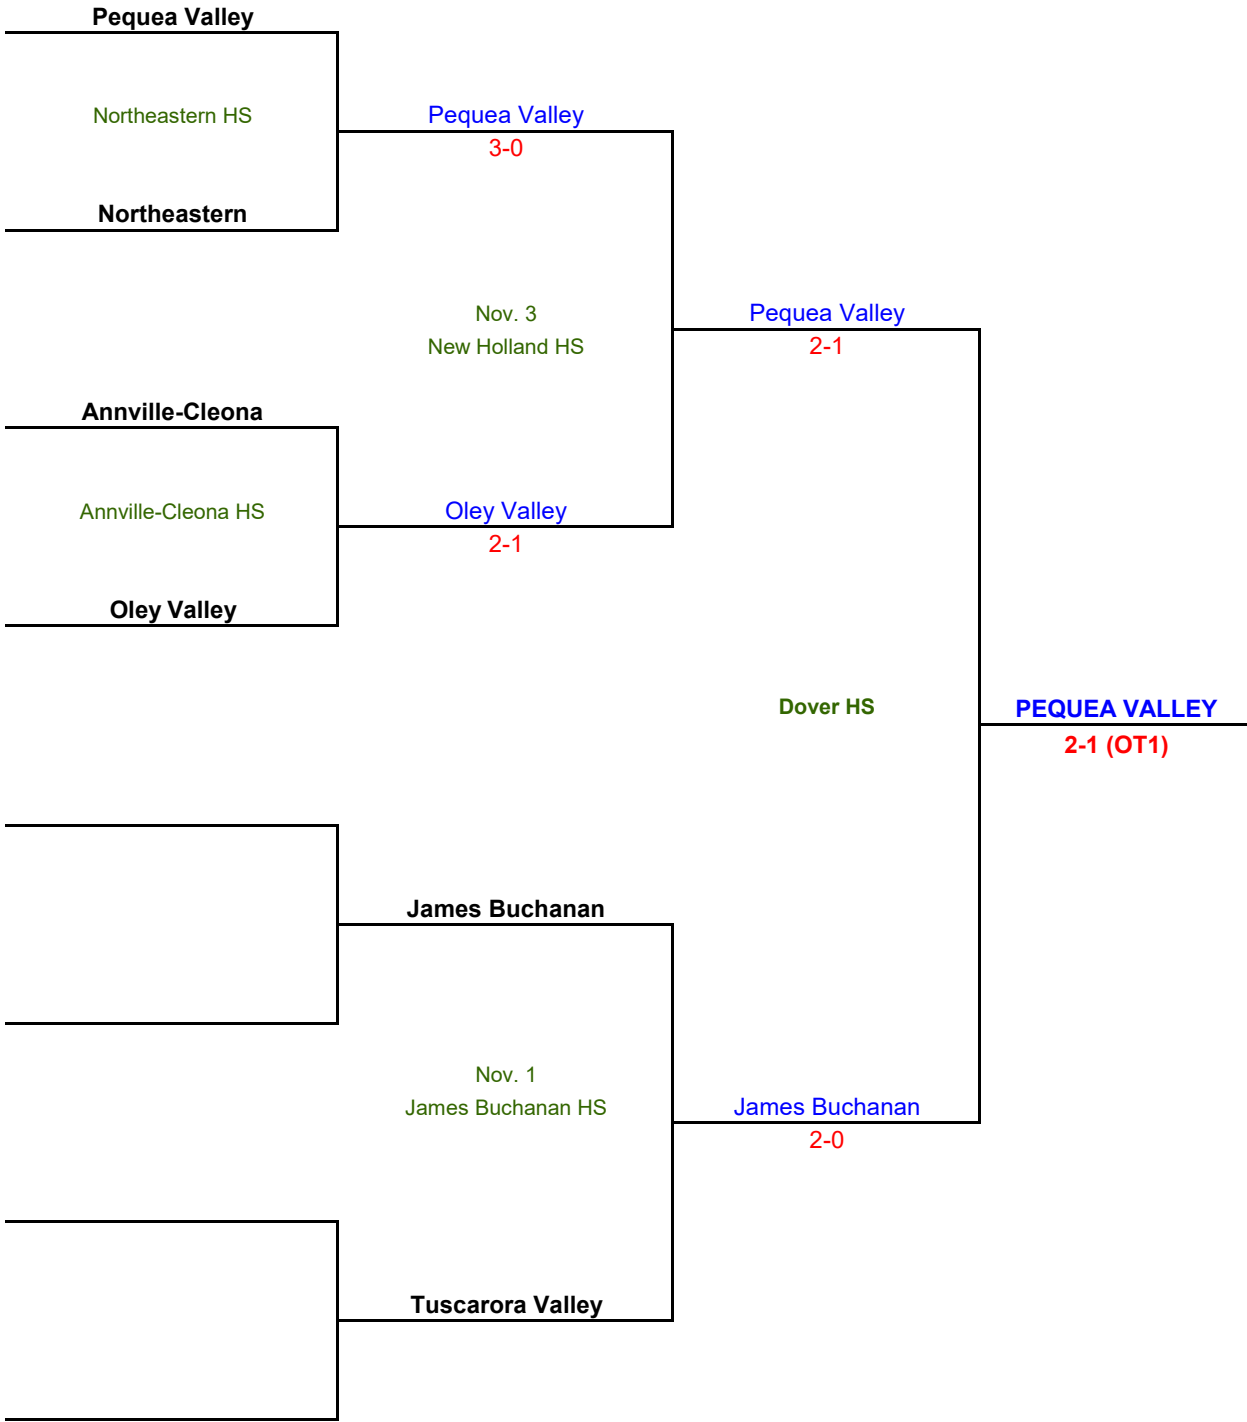 Pequea Valley
Northeastern HS
Pequea Valley
3-0
Northeastern
Nov. 3
New Holland HS
Pequea Valley
2-1
Annville-Cleona
Annville-Cleona HS
Oley Valley
2-1
Oley Valley
Dover HS
PEQUEA VALLEY
2-1 (OT1)
James Buchanan
Nov. 1
James Buchanan HS
James Buchanan
2-0
Tuscarora Valley